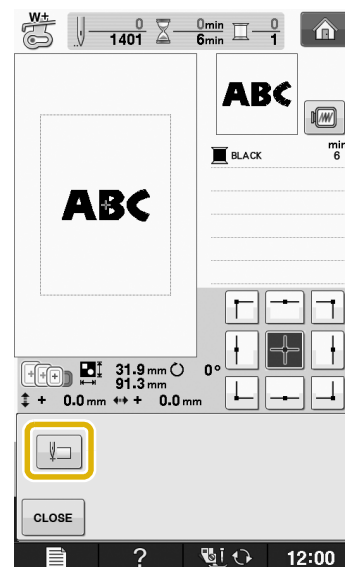 W+
0
1401
0min
6min
0
1
ABC
min
BLACK 6
ABC
31.9 mm 0°
91.3 mm
+ 0.0 mm + 0.0 mm
CLOSE
? 12:00